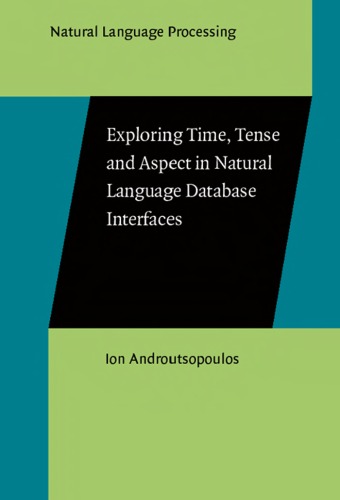 Natural Language Processing
Exploring Time, Tense
and Aspect in Natural
Language Database
Interfaces
Ion Androutsopoulos